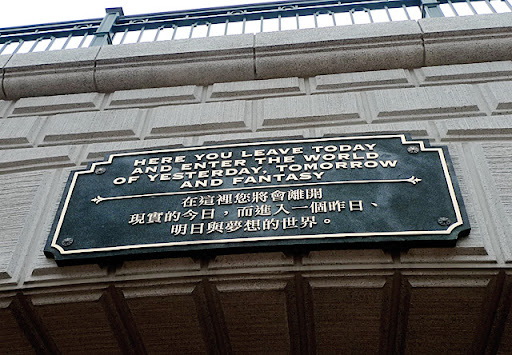 HERE YOU LEAVE TODAY
AND ENTER THE WORLD
OF YESTERDAY, TOMORROW
AND FANTASY
在這裡您將會離開
現實的今日，而進入一個昨日、
明日與夢想的世界。